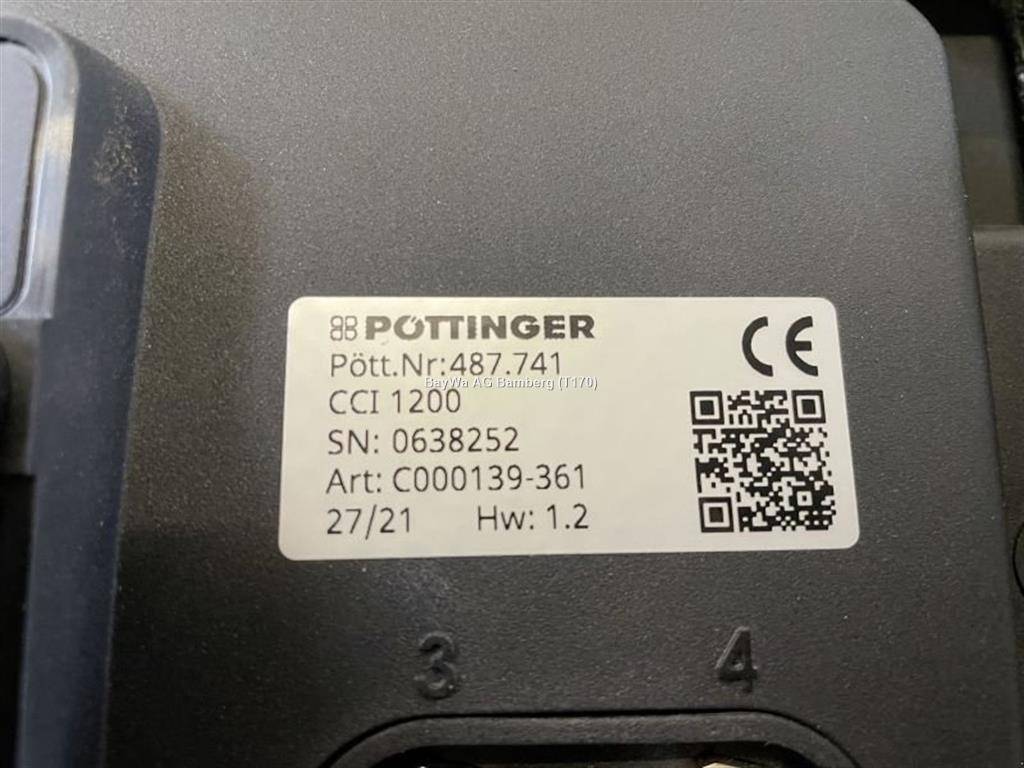 PÖTTINGER
CE
Pött.Nr:487.741
BayWa AG Bamberg (T170)
CCI 1200
SN: 0638252
Art: C000139-361
27/21 Hw: 1.2
3 4